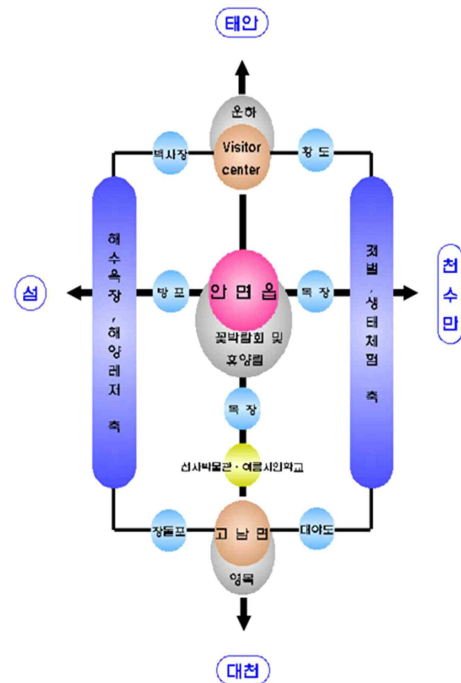 태안
운하
Visitor
center
백사장
황도
해수욕장,해양레저 축
갯벌,생태체험 축
섬
방포
안면읍
목장
천수만
꽃박람회 및
휴양림
목장
선사박물관·여름시인학교
장돌포
고남면
대야도
영목
대천